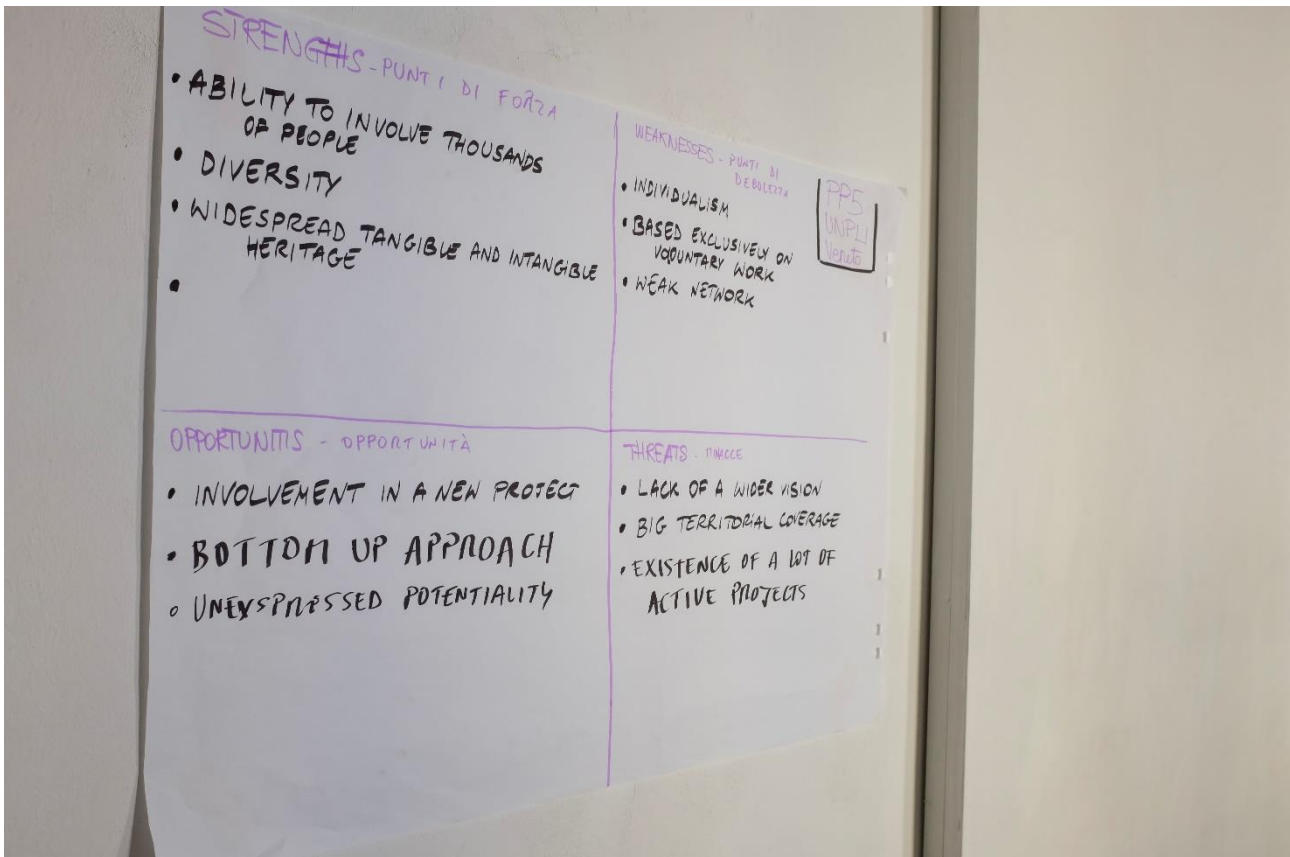 STRENGTHS - PUNTI DI FORZA
• ABILITY TO INVOLVE THOUSANDS
OF PEOPLE
• DIVERSITY
• WIDESPREAD TANGIBLE AND INTANGIBLE
HERITAGE
•
WEAKNESSES - PUNTI DI
DEBOLEZZA
• INDIVIDUALISM
• BASED EXCLUSIVELY ON
VOLUNTARY WORK
• WEAK NETWORK
PP5
UNPLI
Veneto
OPPORTUNITIS - OPPORTUNITÀ
• INVOLVEMENT IN A NEW PROJECT
• BOTTOM UP APPROACH
• UNEXSPRESSED POTENTIALITY
THREATS - MINACCE
• LACK OF A WIDER VISION
• BIG TERRITORIAL COVERAGE
• EXISTENCE OF A LOT OF
ACTIVE PROJECTS